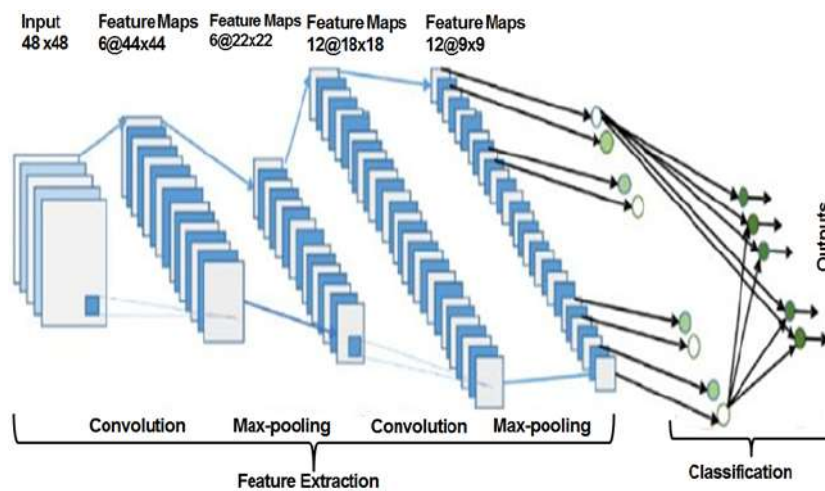 Input
48 x48
Feature Maps
6@44x44
Feature Maps
6@22x22
Feature Maps
12@18x18
Feature Maps
12@9x9
Outputs
Convolution
Max-pooling
Convolution
Max-pooling
Feature Extraction
Classification